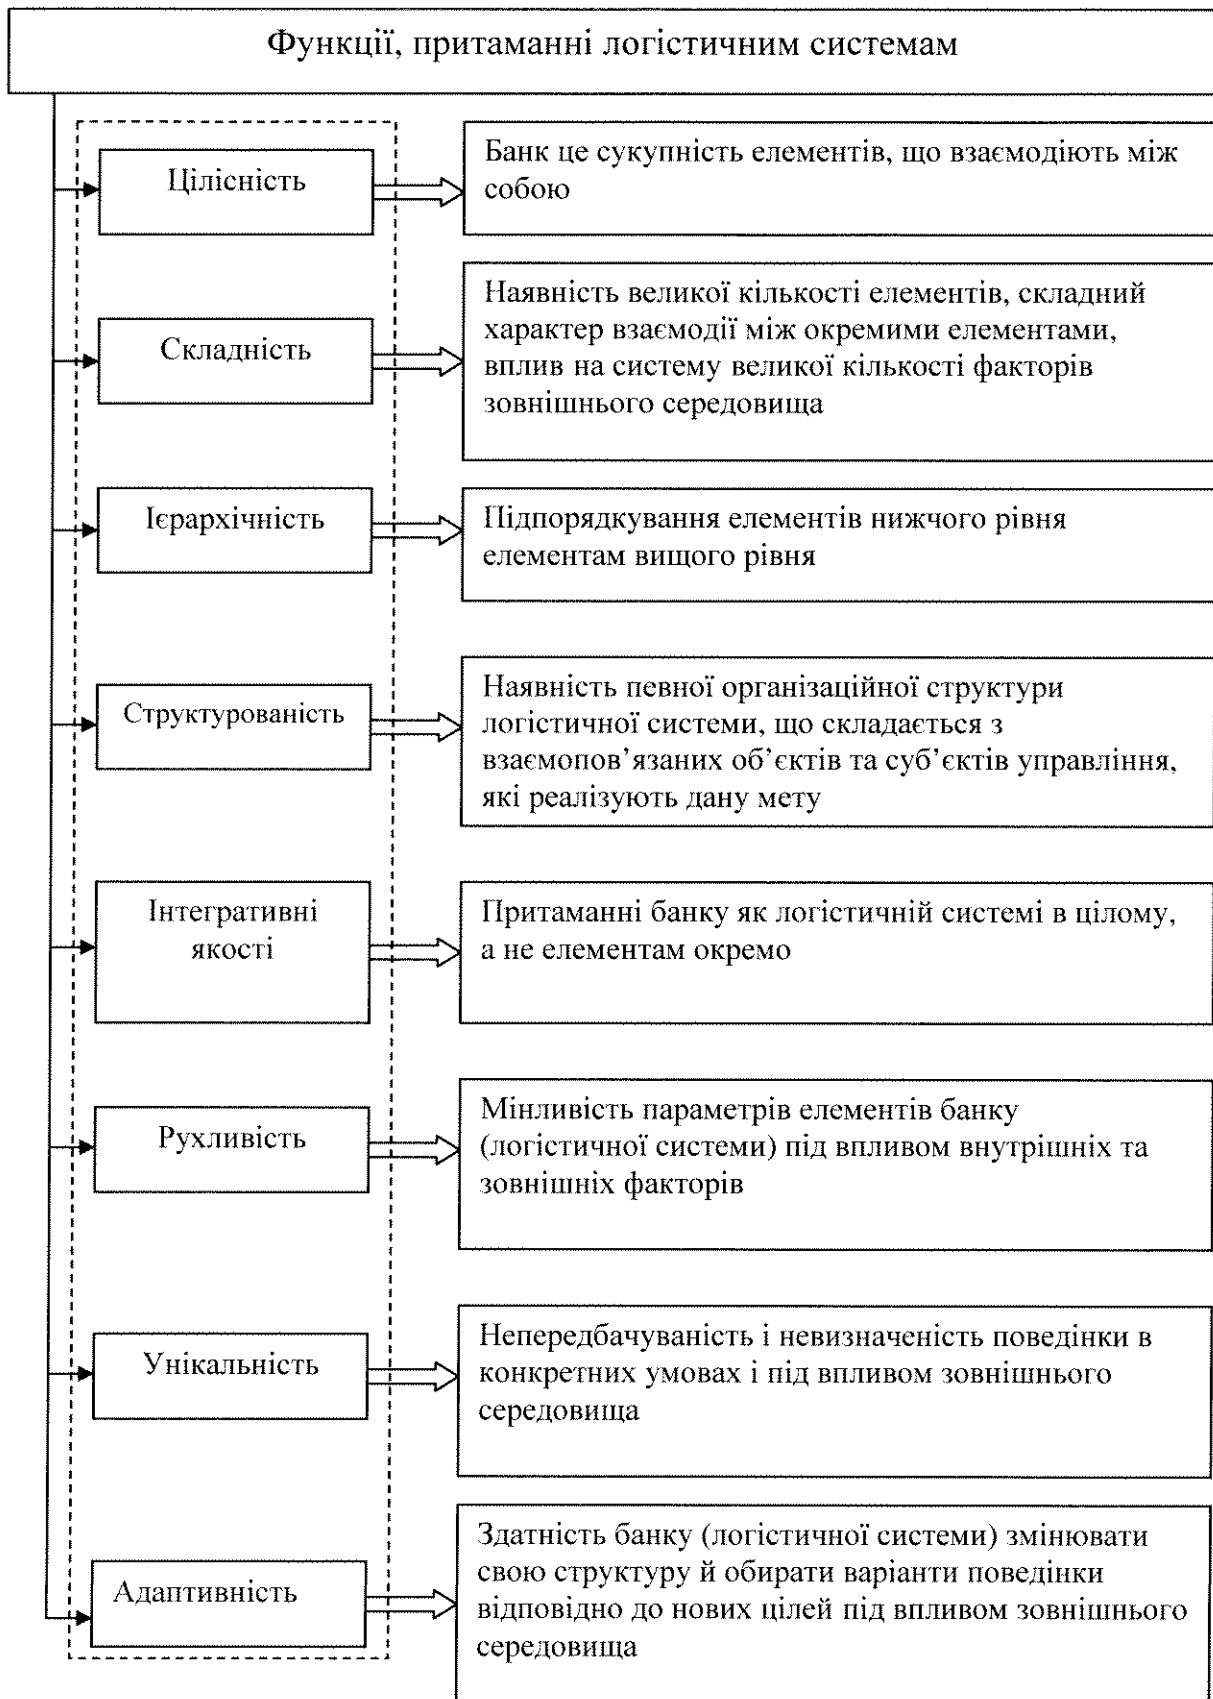 Функції, притаманні логістичним системам
Цілісність
Банк це сукупність елементів, що взаємодіють між
собою
Складність
Наявність великої кількості елементів, складний
характер взаємодії між окремими елементами,
вплив на систему великої кількості факторів
зовнішнього середовища
Ієрархічність
Підпорядкування елементів нижчого рівня
елементам вищого рівня
Структурованість
Наявність певної організаційної структури
логістичної системи, що складається з
взаємопов’язаних об’єктів та суб’єктів управління,
які реалізують дану мету
Інтегративні
якості
Притаманні банку як логістичній системі в цілому,
а не елементам окремо
Рухливість
Мінливість параметрів елементів банку
(логістичної системи) під впливом внутрішніх та
зовнішніх факторів
Унікальність
Непередбачуваність і невизначеність поведінки в
конкретних умовах і під впливом зовнішнього
середовища
Адаптивність
Здатність банку (логістичної системи) змінювати
свою структуру й обирати варіанти поведінки
відповідно до нових цілей під впливом зовнішнього
середовища